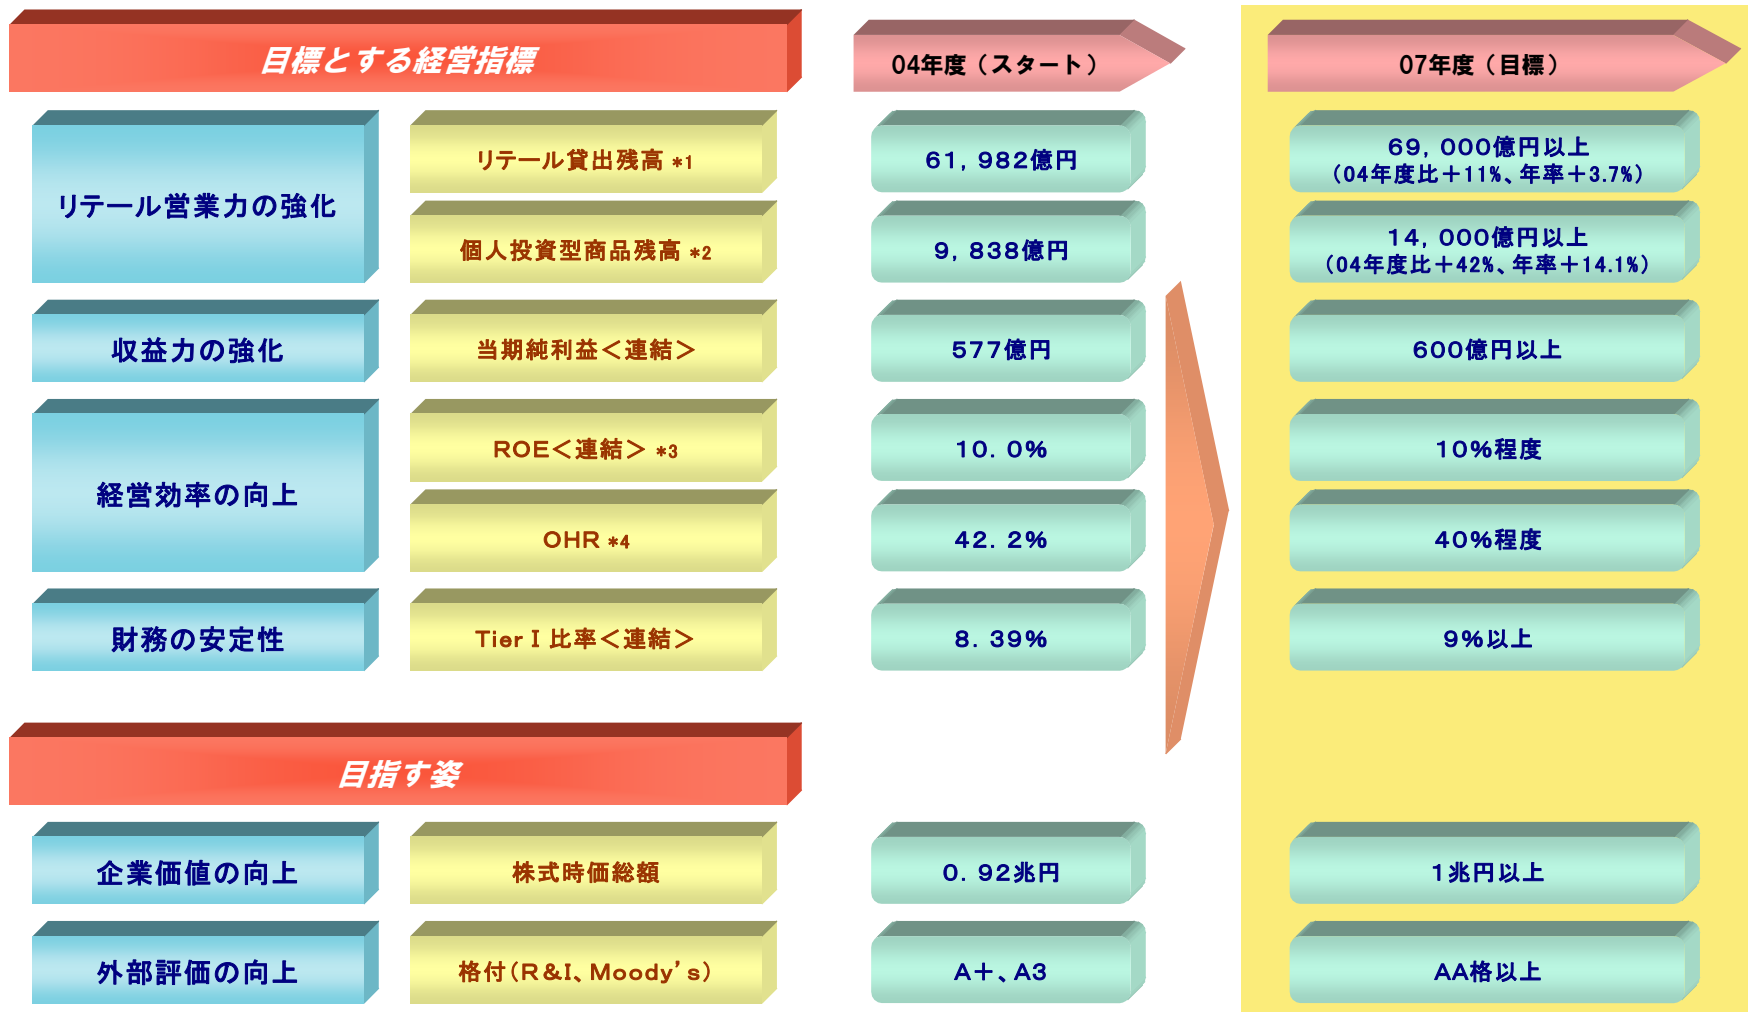 目標とする経営指標
04年度（スタート）
07年度（目標）
リテール営業力の強化
リテール貸出残高 *1
61，982億円
69，000億円以上
（04年度比＋11%、年率＋3.7%）
個人投資型商品残高 *2
9，838億円
14，000億円以上
（04年度比＋42%、年率＋14.1%）
収益力の強化
当期純利益＜連結＞
577億円
600億円以上
経営効率の向上
ROE＜連結＞ *3
10．0%
10%程度
OHR *4
42．2%
40%程度
財務の安定性
TierⅠ比率＜連結＞
8．39%
9%以上
目指す姿
企業価値の向上
株式時価総額
0．92兆円
1兆円以上
外部評価の向上
格付（R＆I、Moody’s）
A＋、A3
AA格以上